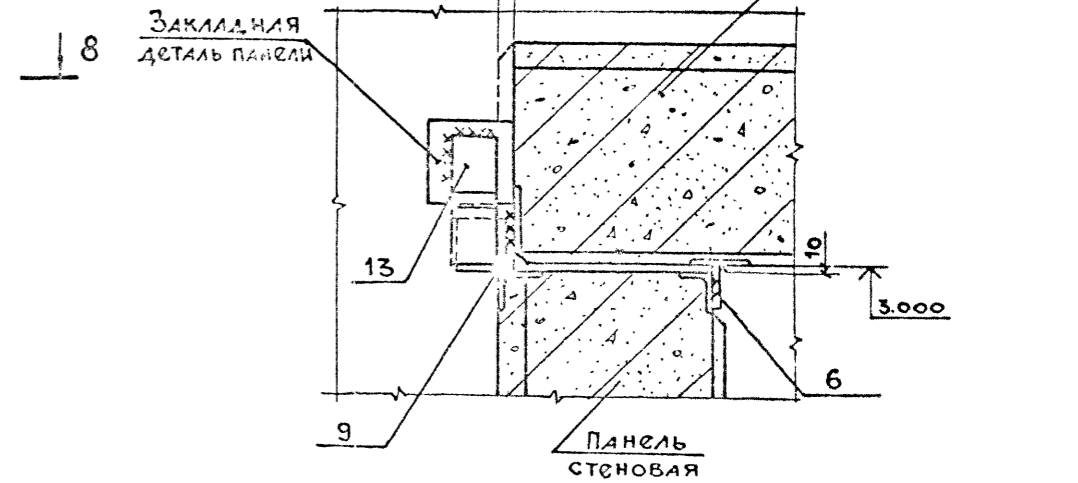 8
Закладная
деталь панели
10
13
3.000
6
9
Панель
стеновая